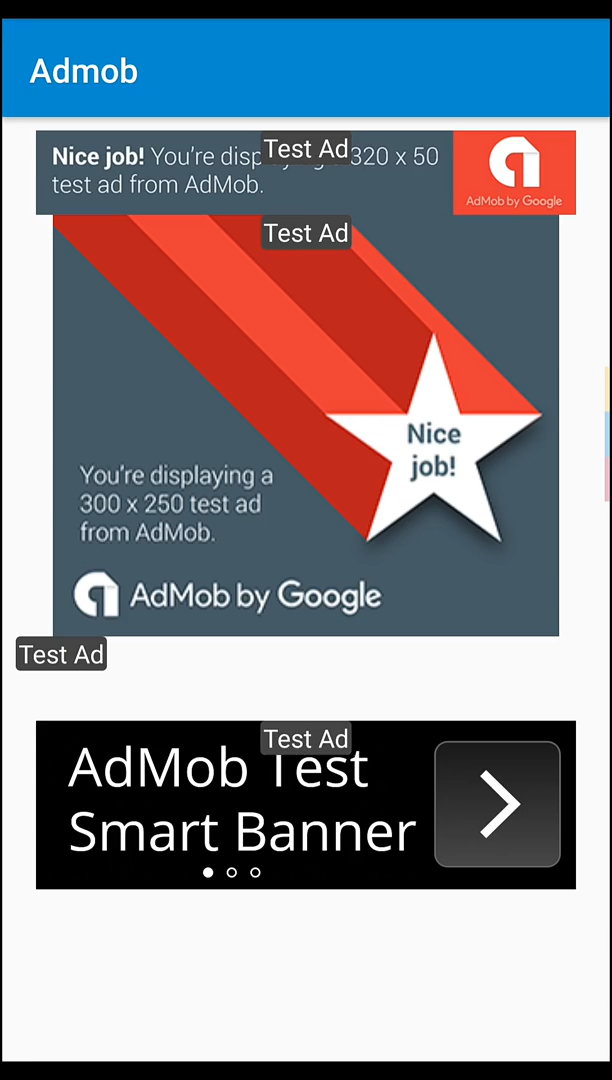 Admob
Test Ad
Nice job! You're disp 320 x 50
test ad from AdMob.
AdMob by Google
Test Ad
Nice
job!
You're displaying a
300 x 250 test ad
from AdMob.
AdMob by Google
Test Ad
Test Ad
AdMob Test
Smart Banner